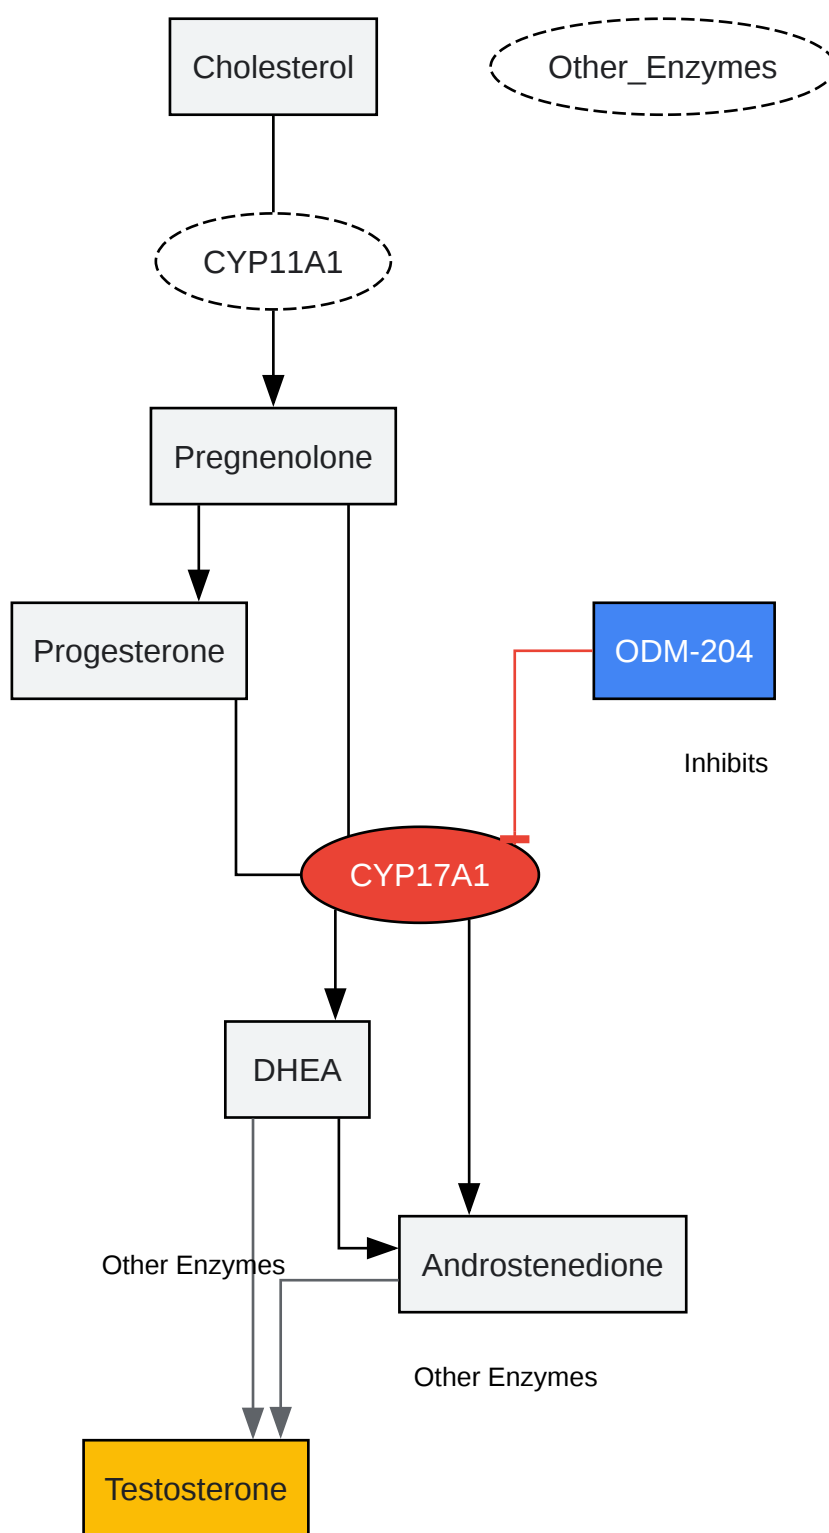 Cholesterol
Other_Enzymes
CYP11A1
Pregnenolone
Progesterone
ODM-204
Inhibits
CYP17A1
DHEA
Other Enzymes
Androstenedione
Other Enzymes
Testosterone